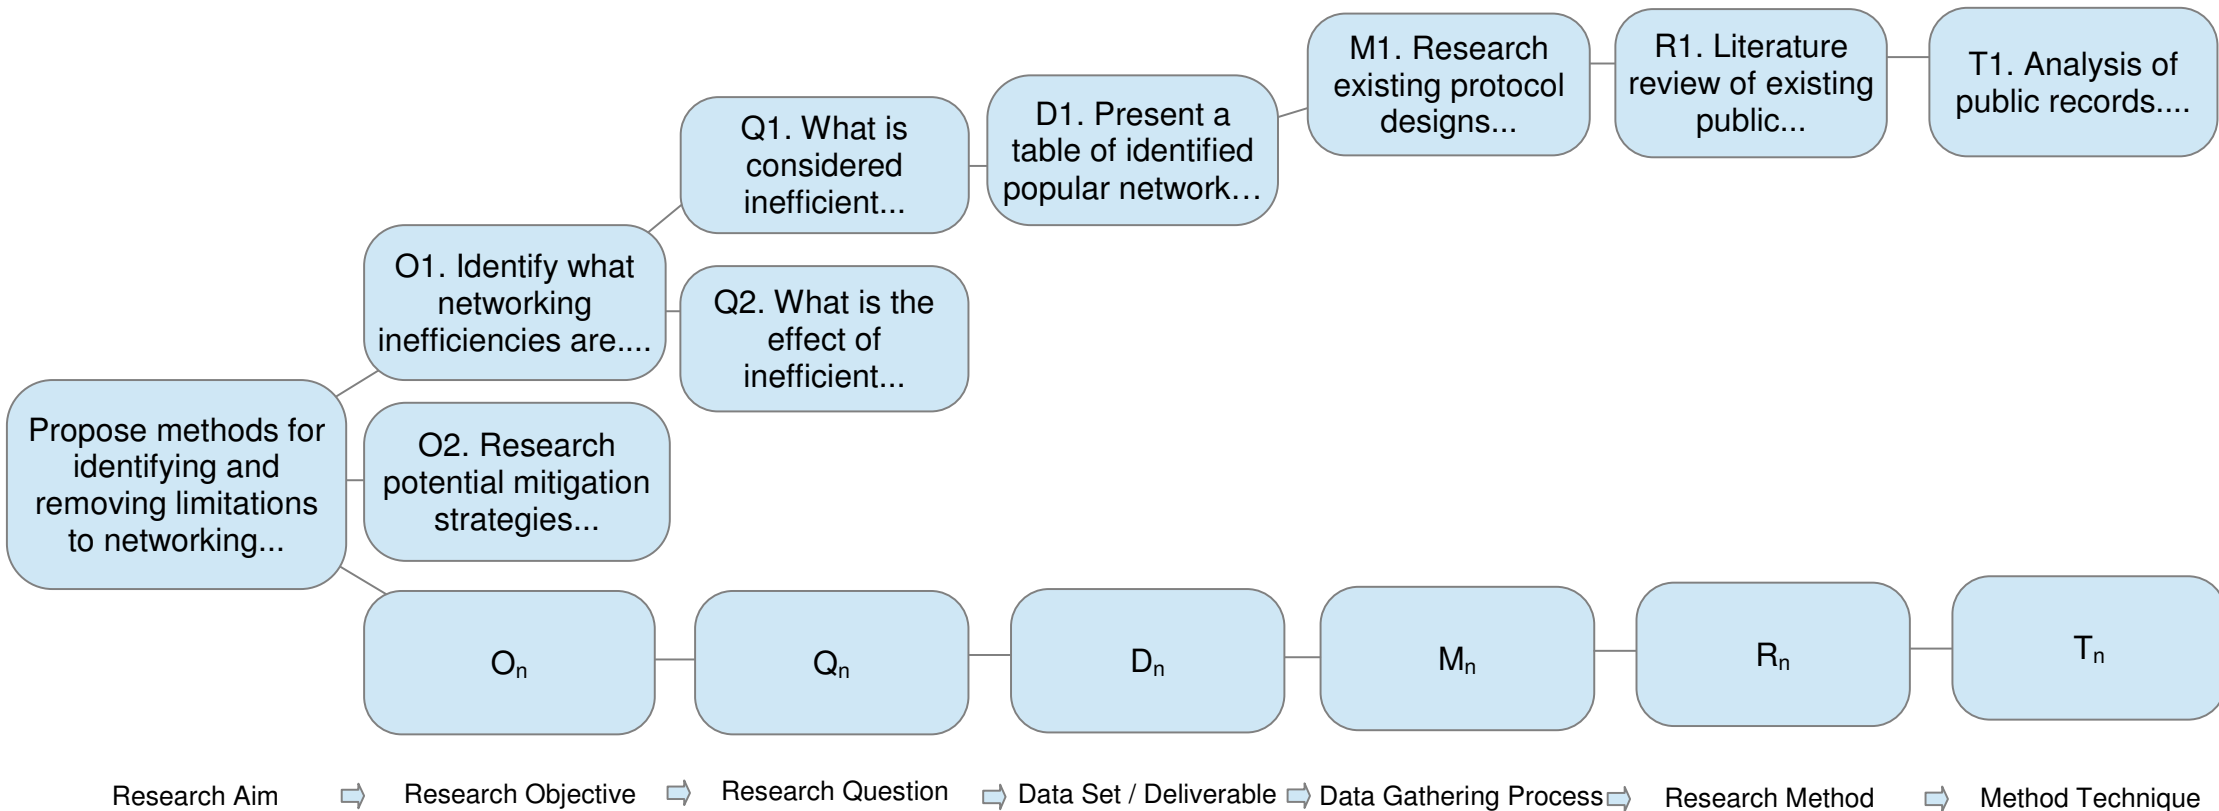 Propose methods for
identifying and
removing limitations
to networking...
O1. Identify what
networking
inefficiencies are....
O2. Research
potential mitigation
strategies...
Q1. What is
considered
inefficient...
Q2. What is the
effect of
inefficient...
D1. Present a
table of identified
popular network…
M1. Research
existing protocol
designs...
R1. Literature
review of existing
public...
T1. Analysis of
public records....
Oₙ
Qₙ
Dₙ
Mₙ
Rₙ
Tₙ
Research Aim
Research Objective
Research Question
Data Set / Deliverable
Data Gathering Process
Research Method
Method Technique